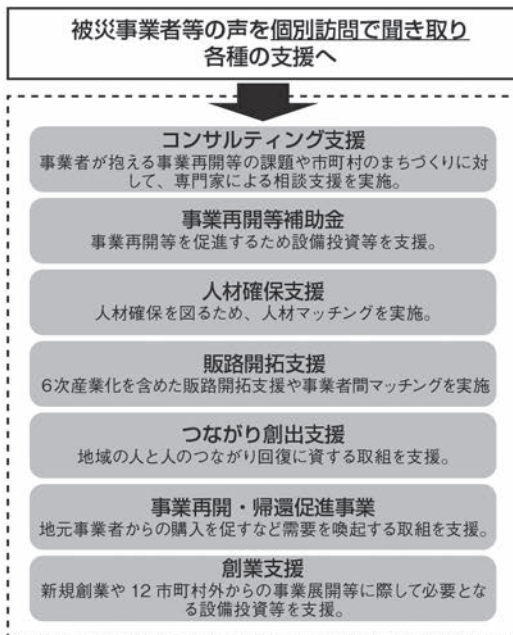 被災事業者等の声を個別訪問で聞き取り
各種の支援へ
コンサルティング支援
事業者が抱える事業再開等の課題や市町村のまちづくりに対
して、専門家による相談支援を実施。
事業再開等補助金
事業再開等を促進するため設備投資等を支援。
人材確保支援
人材確保を図るため、人材マッチングを実施。
販路開拓支援
6次産業化を含めた販路開拓支援や事業者間マッチングを実施
つながり創出支援
地域の人と人のつながり回復に資する取組を支援。
事業再開・帰還促進事業
地元事業者からの購入を促すなど需要を喚起する取組を支援。
創業支援
新規創業や 12 市町村外からの事業展開等に際して必要とな
る設備投資等を支援。